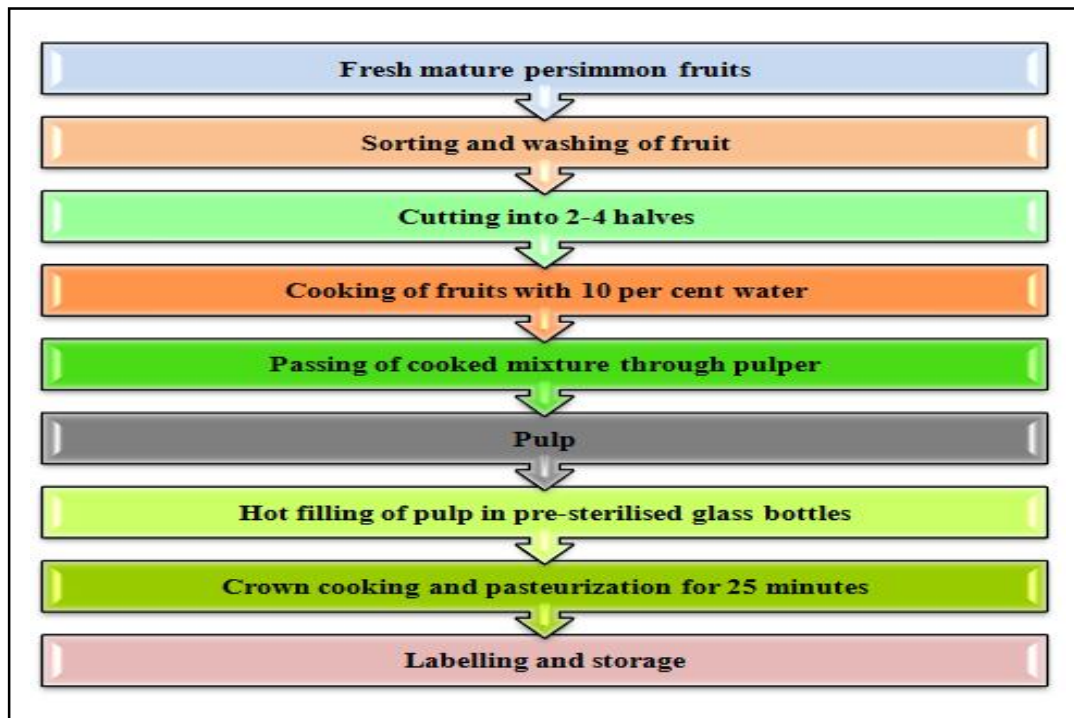 Fresh mature persimmon fruits
Sorting and washing of fruit
Cutting into 2-4 halves
Cooking of fruits with 10 per cent water
Passing of cooked mixture through pulper
Pulp
Hot filling of pulp in pre-sterilised glass bottles
Crown cooking and pasteurization for 25 minutes
Labelling and storage